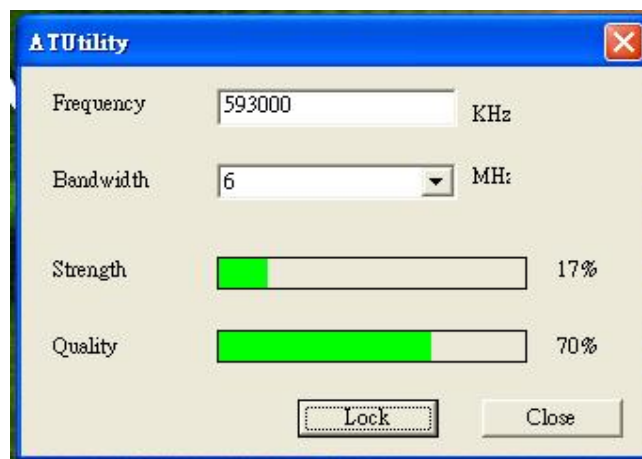 ATUtility
Frequency 593000 KHz
Bandwidth 6 MHz
Strength 17%
Quality 70%
Lock Close